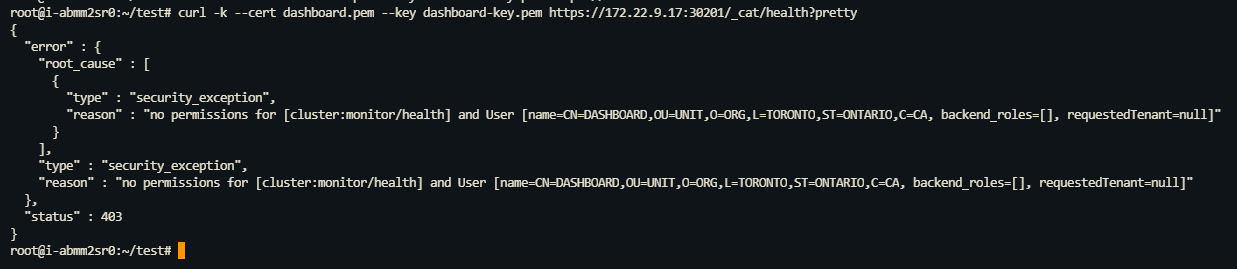 root@i-abmm2sr0:~/test# curl -k --cert dashboard.pem --key dashboard-key.pem https://172.22.9.17:30201/_cat/health?pretty
{
  "error" : {
    "root_cause" : [
      {
        "type" : "security_exception",
        "reason" : "no permissions for [cluster:monitor/health] and User [name=CN=DASHBOARD,OU=UNIT,O=ORG,L=TORONTO,ST=ONTARIO,C=CA, backend_roles=[], requestedTenant=null]"
      }
    ],
    "type" : "security_exception",
    "reason" : "no permissions for [cluster:monitor/health] and User [name=CN=DASHBOARD,OU=UNIT,O=ORG,L=TORONTO,ST=ONTARIO,C=CA, backend_roles=[], requestedTenant=null]"
  },
  "status" : 403
}
root@i-abmm2sr0:~/test#